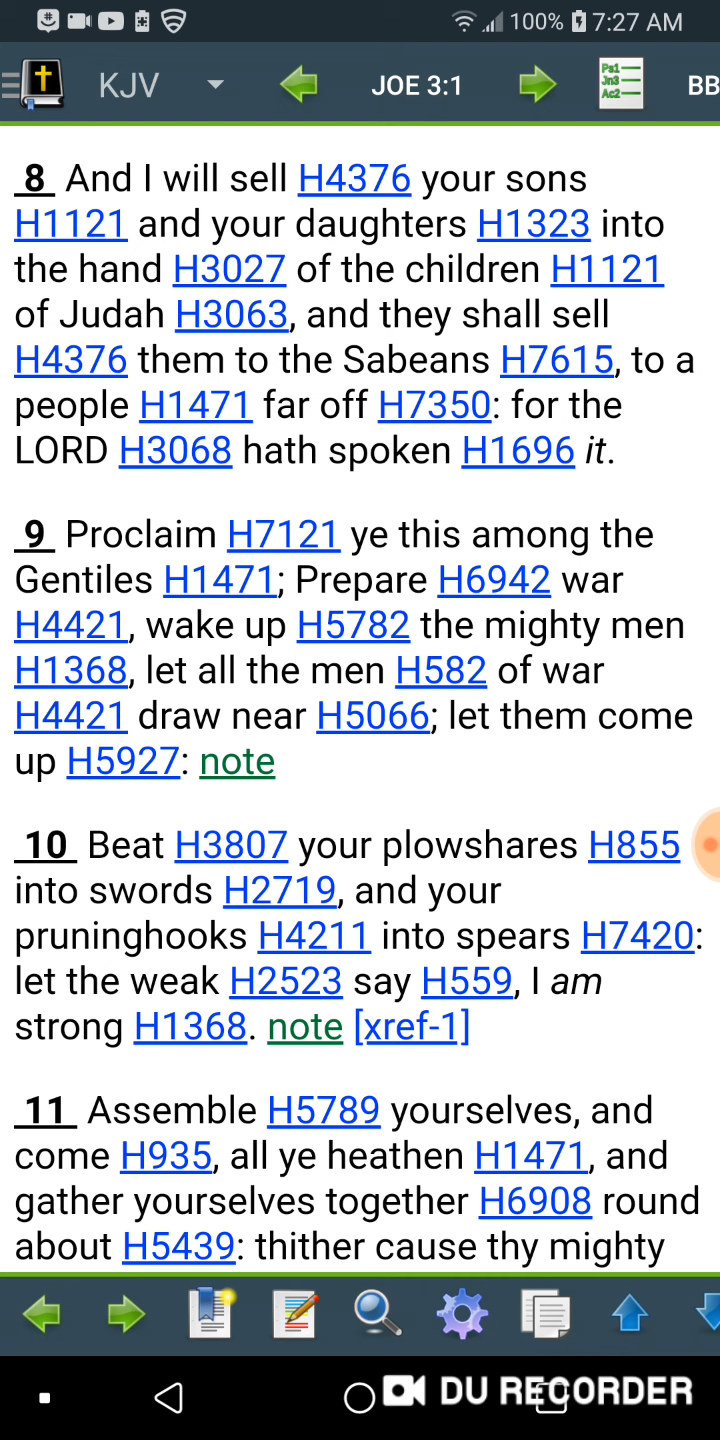 100% 7:27 AM
KJV JOE 3:1 Ps1 Jn3 Ac2 BB
8 And I will sell H4376 your sons
H1121 and your daughters H1323 into
the hand H3027 of the children H1121
of Judah H3063, and they shall sell
H4376 them to the Sabeans H7615, to a
people H1471 far off H7350: for the
LORD H3068 hath spoken H1696 it.
9 Proclaim H7121 ye this among the
Gentiles H1471; Prepare H6942 war
H4421, wake up H5782 the mighty men
H1368, let all the men H582 of war
H4421 draw near H5066; let them come
up H5927: note
10 Beat H3807 your plowshares H855
into swords H2719, and your
pruninghooks H4211 into spears H7420:
let the weak H2523 say H559, I am
strong H1368. note [xref-1]
11 Assemble H5789 yourselves, and
come H935, all ye heathen H1471, and
gather yourselves together H6908 round
about H5439: thither cause thy mighty
DU RECORDER